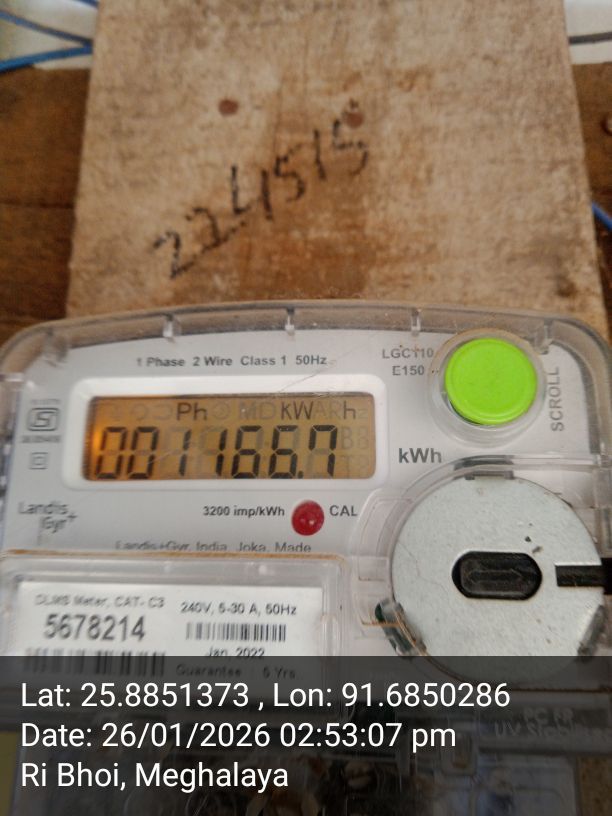 2241515
1 Phase 2 Wire Class 1 50Hz
LGC110
E150
SCROLL
Ph MD KWARh
001166.7
kWh
Landis
Gyr+
3200 imp/kWh
CAL
Landis+Gyr, India, Joka, Made
DLMS Meter, CAT- C3
240V, 5-30 A, 50Hz
5678214
Jan, 2022
Guarantee : 5 Yrs.
Lat: 25.8851373 , Lon: 91.6850286
Date: 26/01/2026 02:53:07 pm
Ri Bhoi, Meghalaya